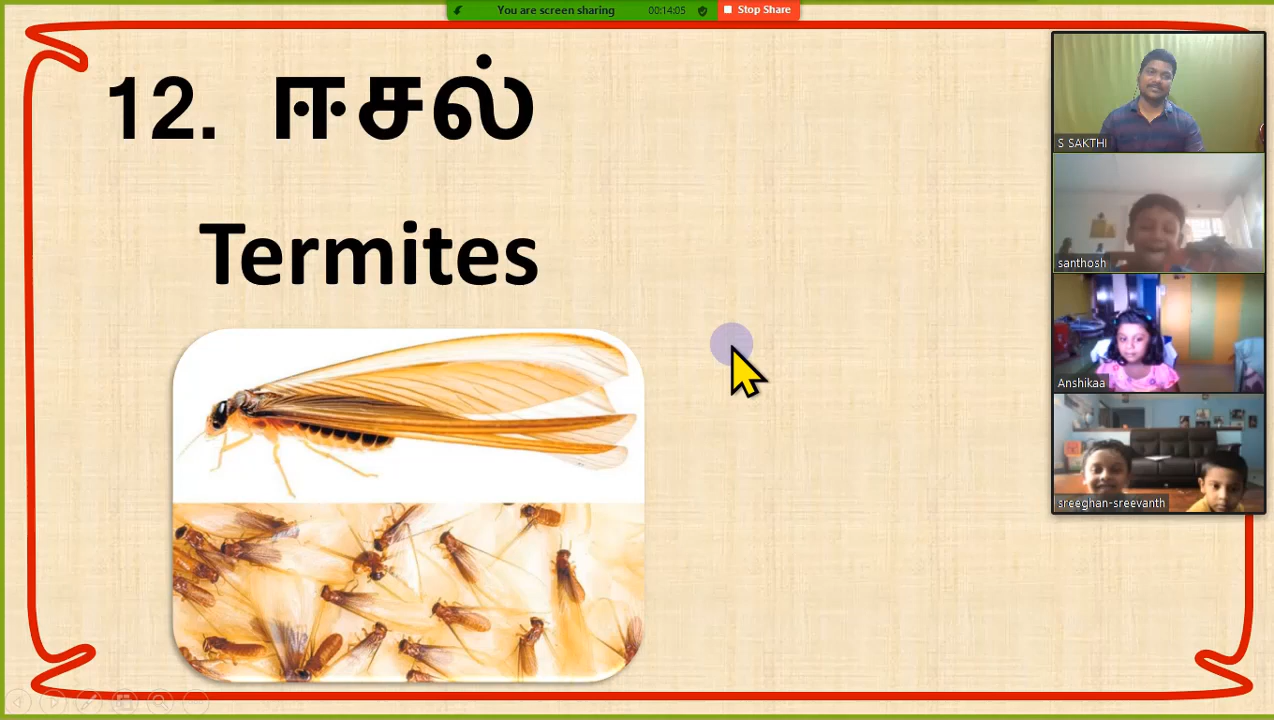 You are screen sharing 00:14:05 Stop Share
12. ஈசல்
Termites
S SAKTHI
santhosh
Anshikaa
sreeghan-sreevanth